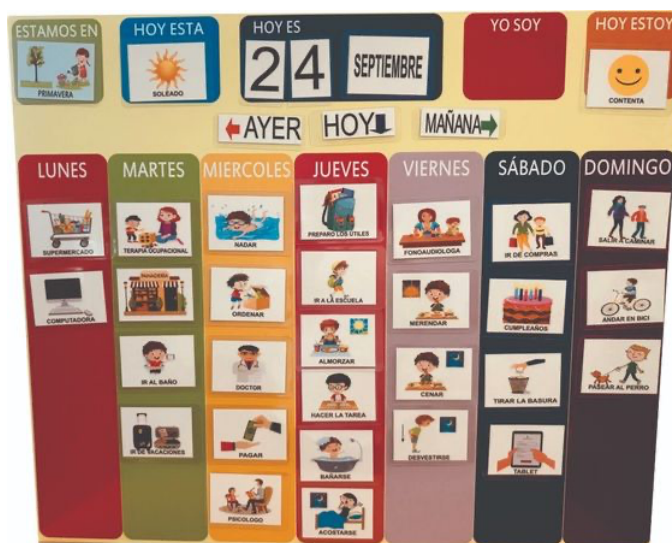 ESTAMOS EN
PRIMAVERA
HOY ESTA
SOLEADO
HOY ES
24 SEPTIEMBRE
YO SOY
HOY ESTOY
CONTENTA
AYER
HOY
MAÑANA
LUNES
SUPERMERCADO
COMPUTADORA
MARTES
TERAPIA OCUPACIONAL
PANADERIA
IR AL BAÑO
IR DE VACACIONES
MIERCOLES
NADAR
ORDENAR
DOCTOR
PAGAR
PSICOLOGO
JUEVES
PREPARO LOS ÚTILES
IR A LA ESCUELA
ALMORZAR
HACER LA TAREA
BAÑARSE
ACOSTARSE
VIERNES
FONOAUDIOLOGA
MERENDAR
CENAR
DESVESTIRSE
SÁBADO
IR DE COMPRAS
CUMPLEAÑOS
TIRAR LA BASURA
TABLET
DOMINGO
SALIR A CAMINAR
ANDAR EN BICI
PASEAR AL PERRO